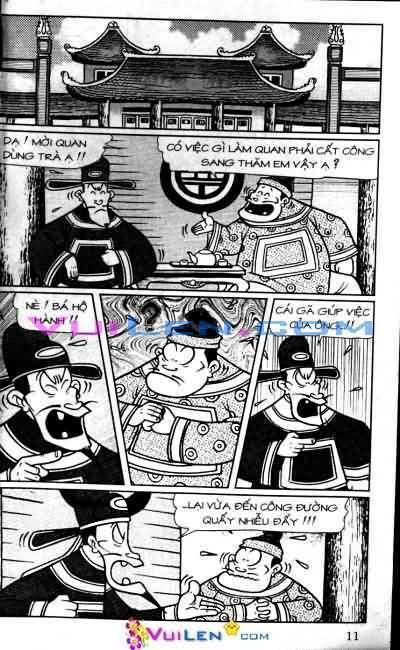 DẠ! MỜI QUAN
DÙNG TRÀ Ạ!!
CÓ VIỆC GÌ LÀM QUAN PHẢI CẤT CÔNG
SANG THĂM EM VẬY Ạ?
NÈ! BÁ HỘ
HÀNH!!
CÁI GÃ GIÚP VIỆC
CỦA ÔNG...
VUILEN.COM
...LẠI VỪA ĐẾN CÔNG ĐƯỜNG
QUẤY NHIỄU ĐẤY!!!
VUILEN.COM
11